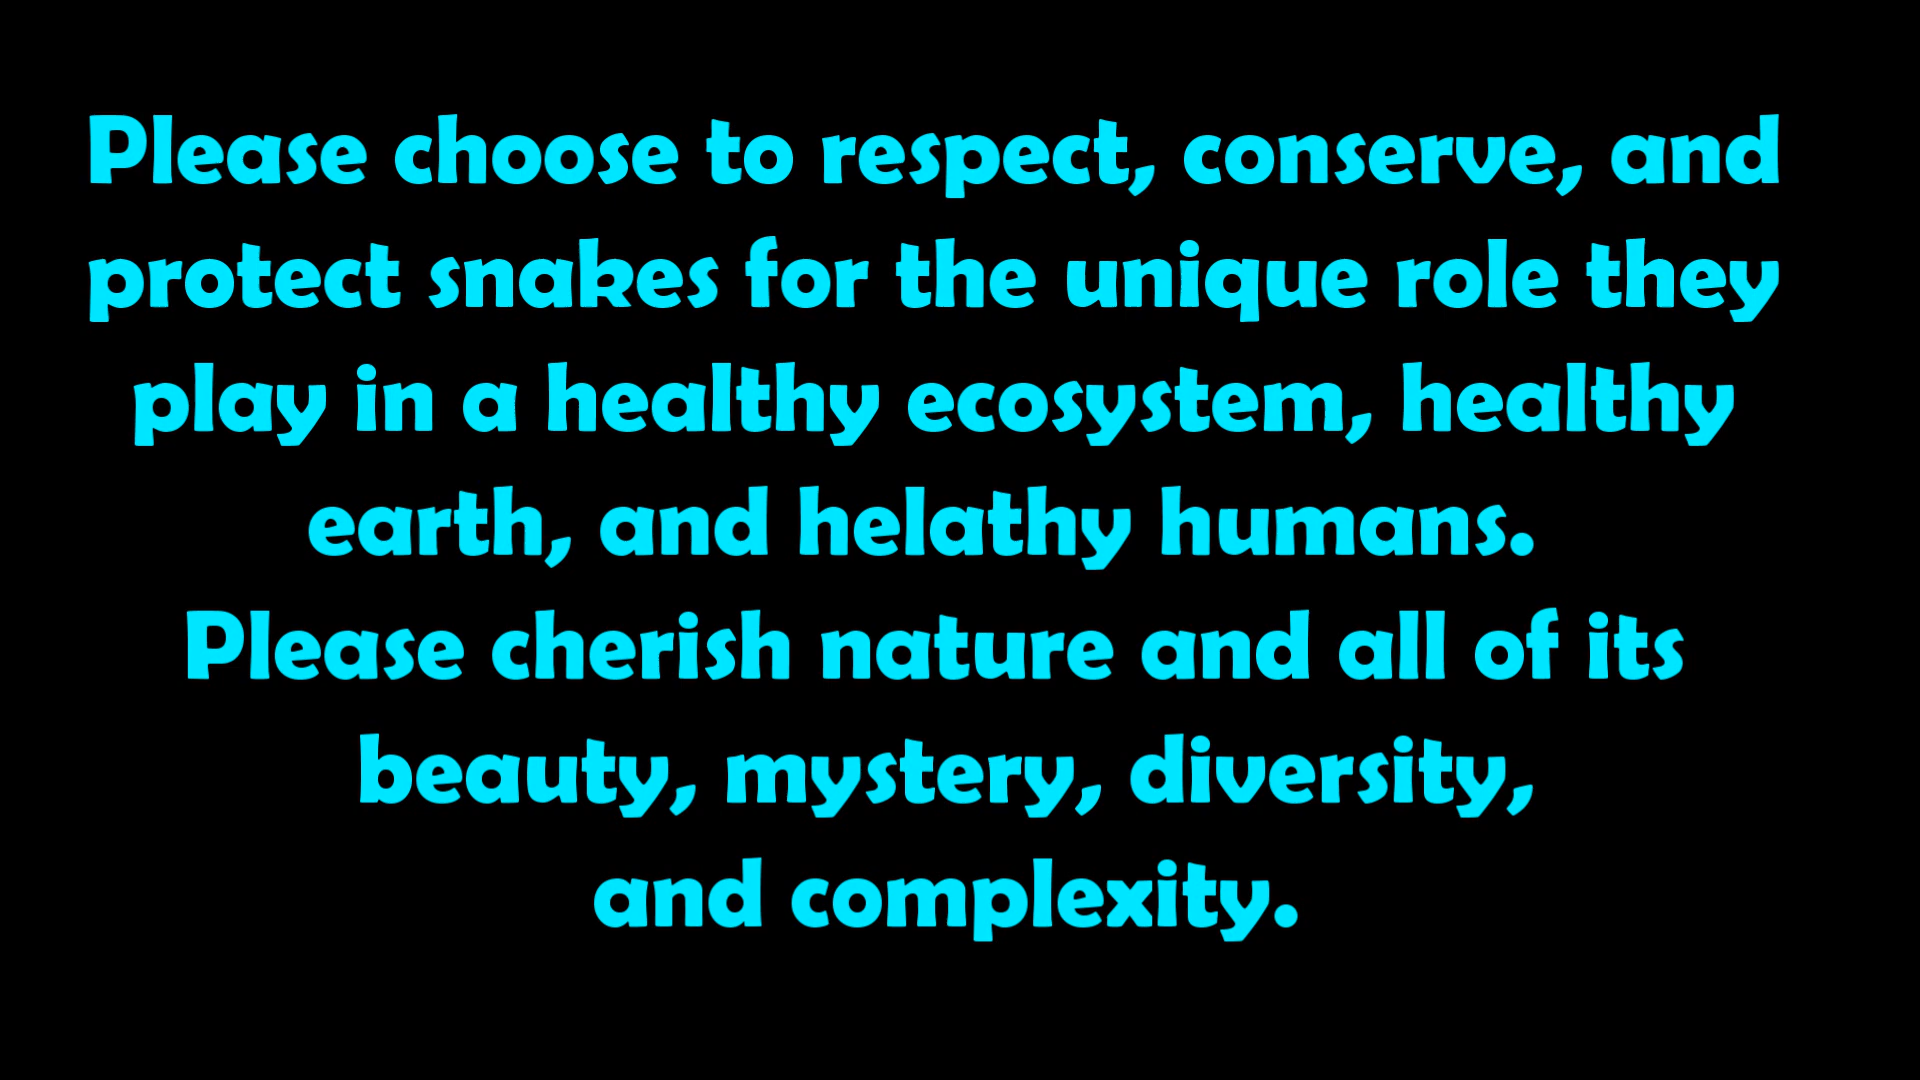 Please choose to respect, conserve, and
protect snakes for the unique role they
play in a healthy ecosystem, healthy
earth, and helathy humans.
Please cherish nature and all of its
beauty, mystery, diversity,
and complexity.